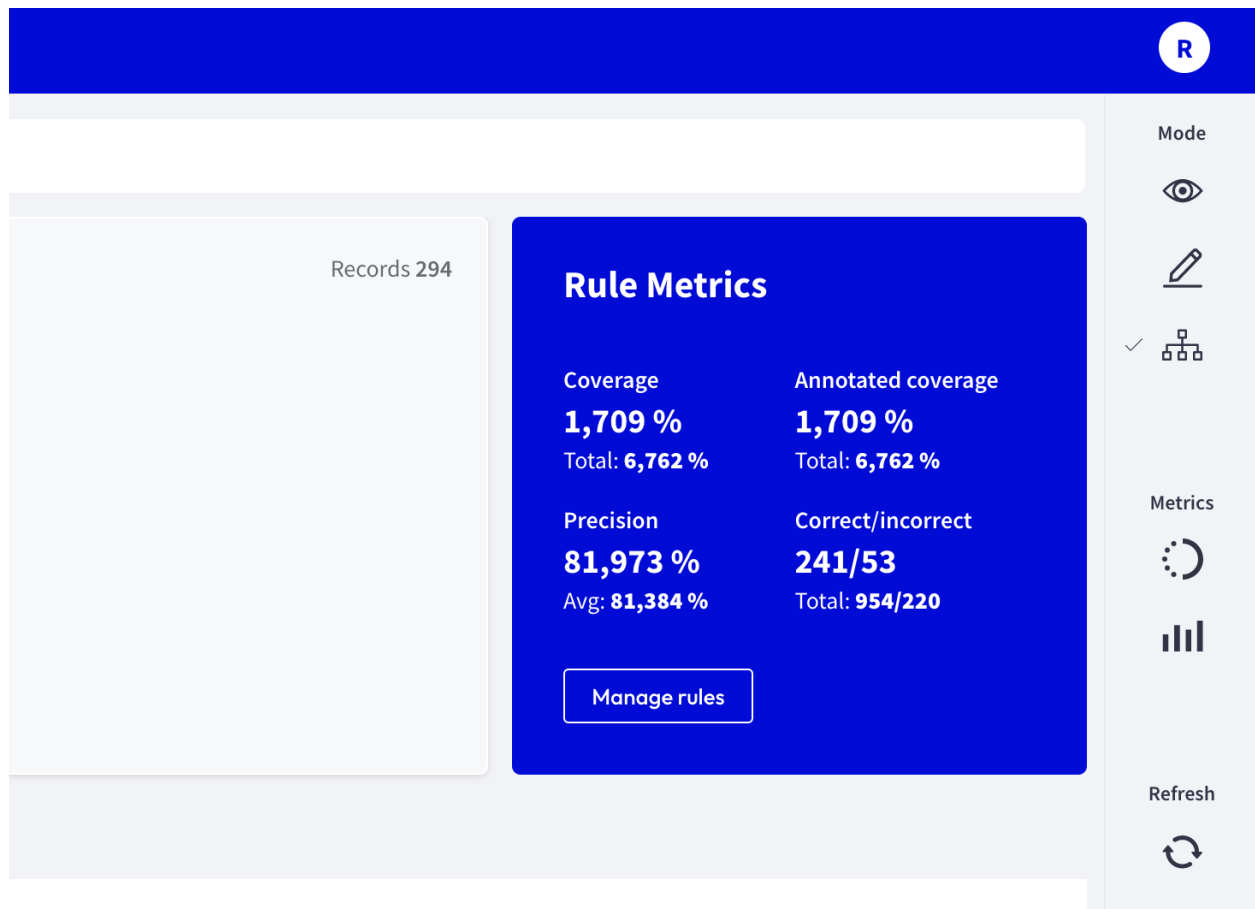 R
Mode
Records 294
Rule Metrics
Coverage
1,709 %
Total: 6,762 %
Annotated coverage
1,709 %
Total: 6,762 %
Precision
81,973 %
Avg: 81,384 %
Correct/incorrect
241/53
Total: 954/220
Manage rules
Metrics
Refresh